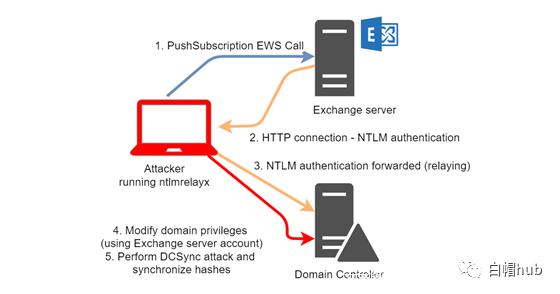 1. PushSubscription EWS Call
E
Exchange server
2. HTTP connection - NTLM authentication
Attacker
running ntlmrelayx
3. NTLM authentication forwarded (relaying)
4. Modify domain privileges
(using Exchange server account)
5. Perform DCSync attack and
synchronize hashes
Domain Controller
白帽hub